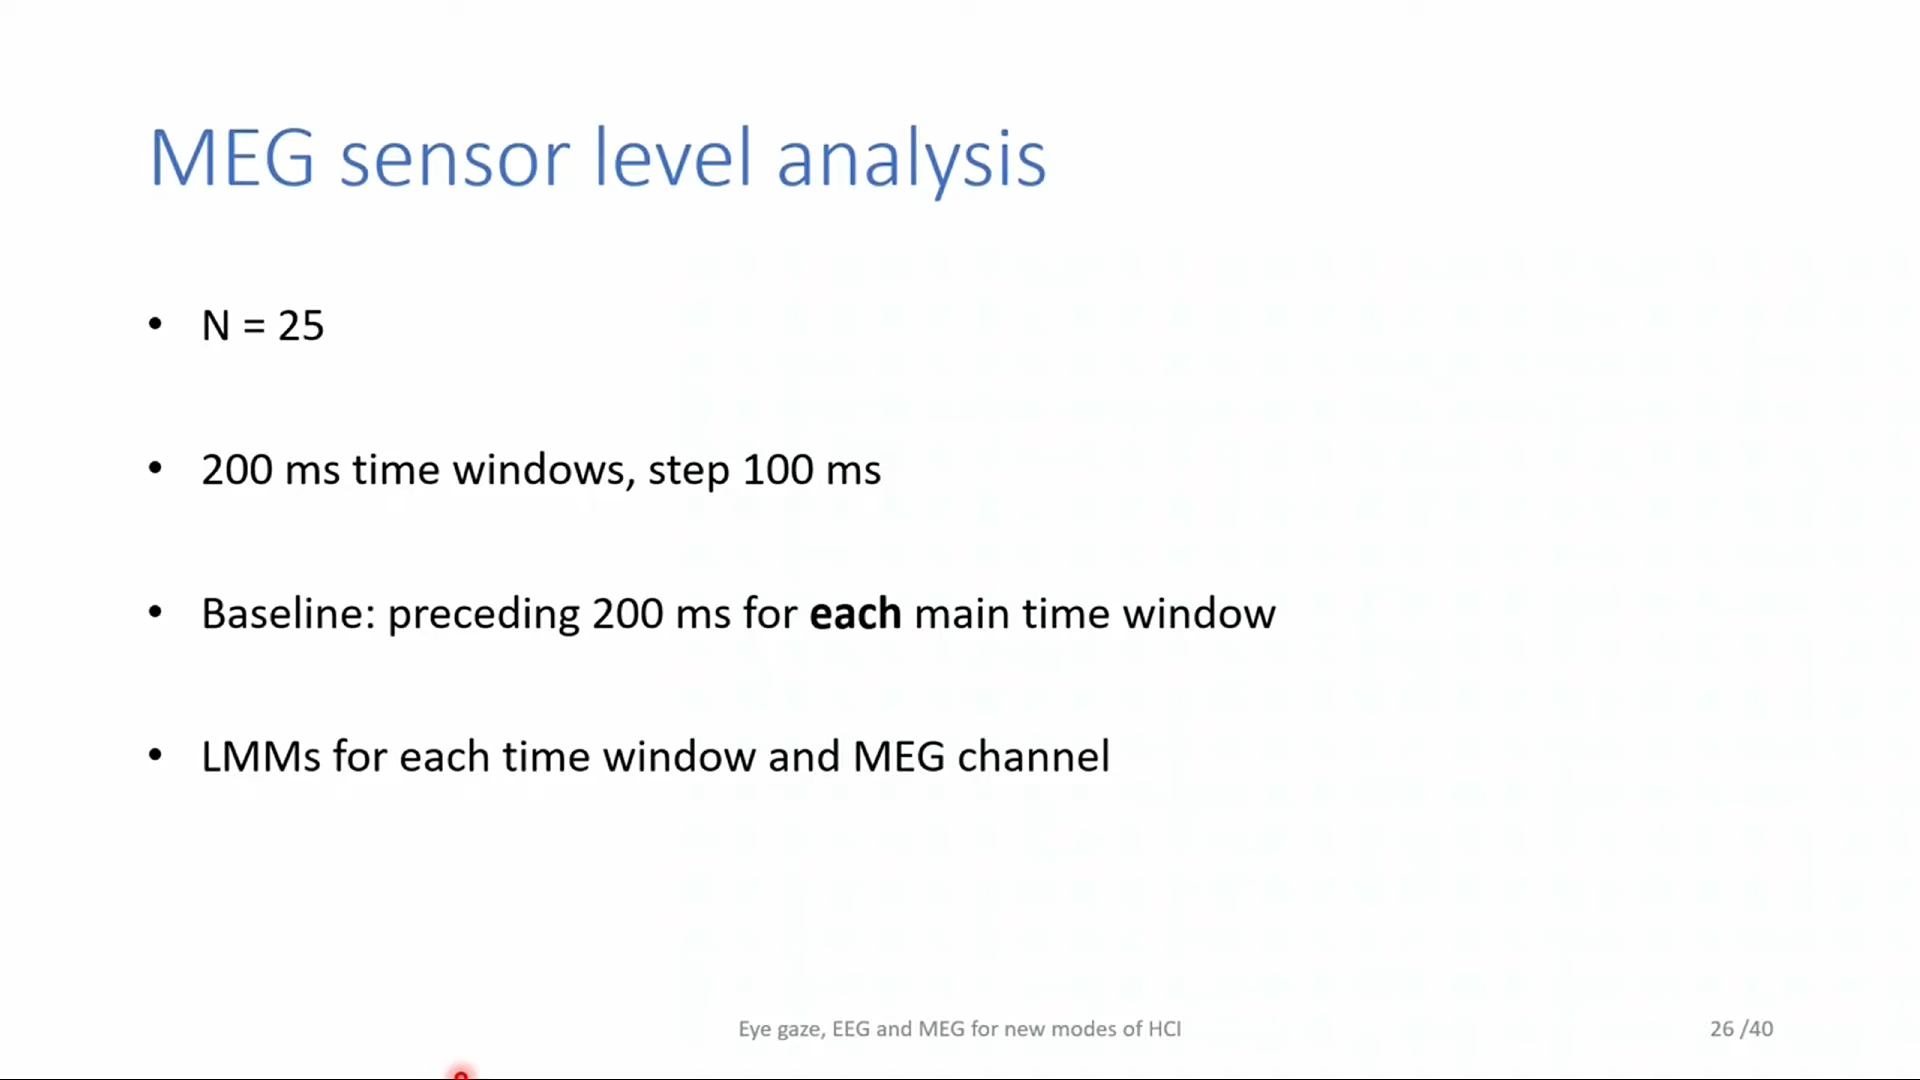 MEG sensor level analysis
• N = 25
• 200 ms time windows, step 100 ms
• Baseline: preceding 200 ms for each main time window
• LMMs for each time window and MEG channel
Eye gaze, EEG and MEG for new modes of HCI
26 /40